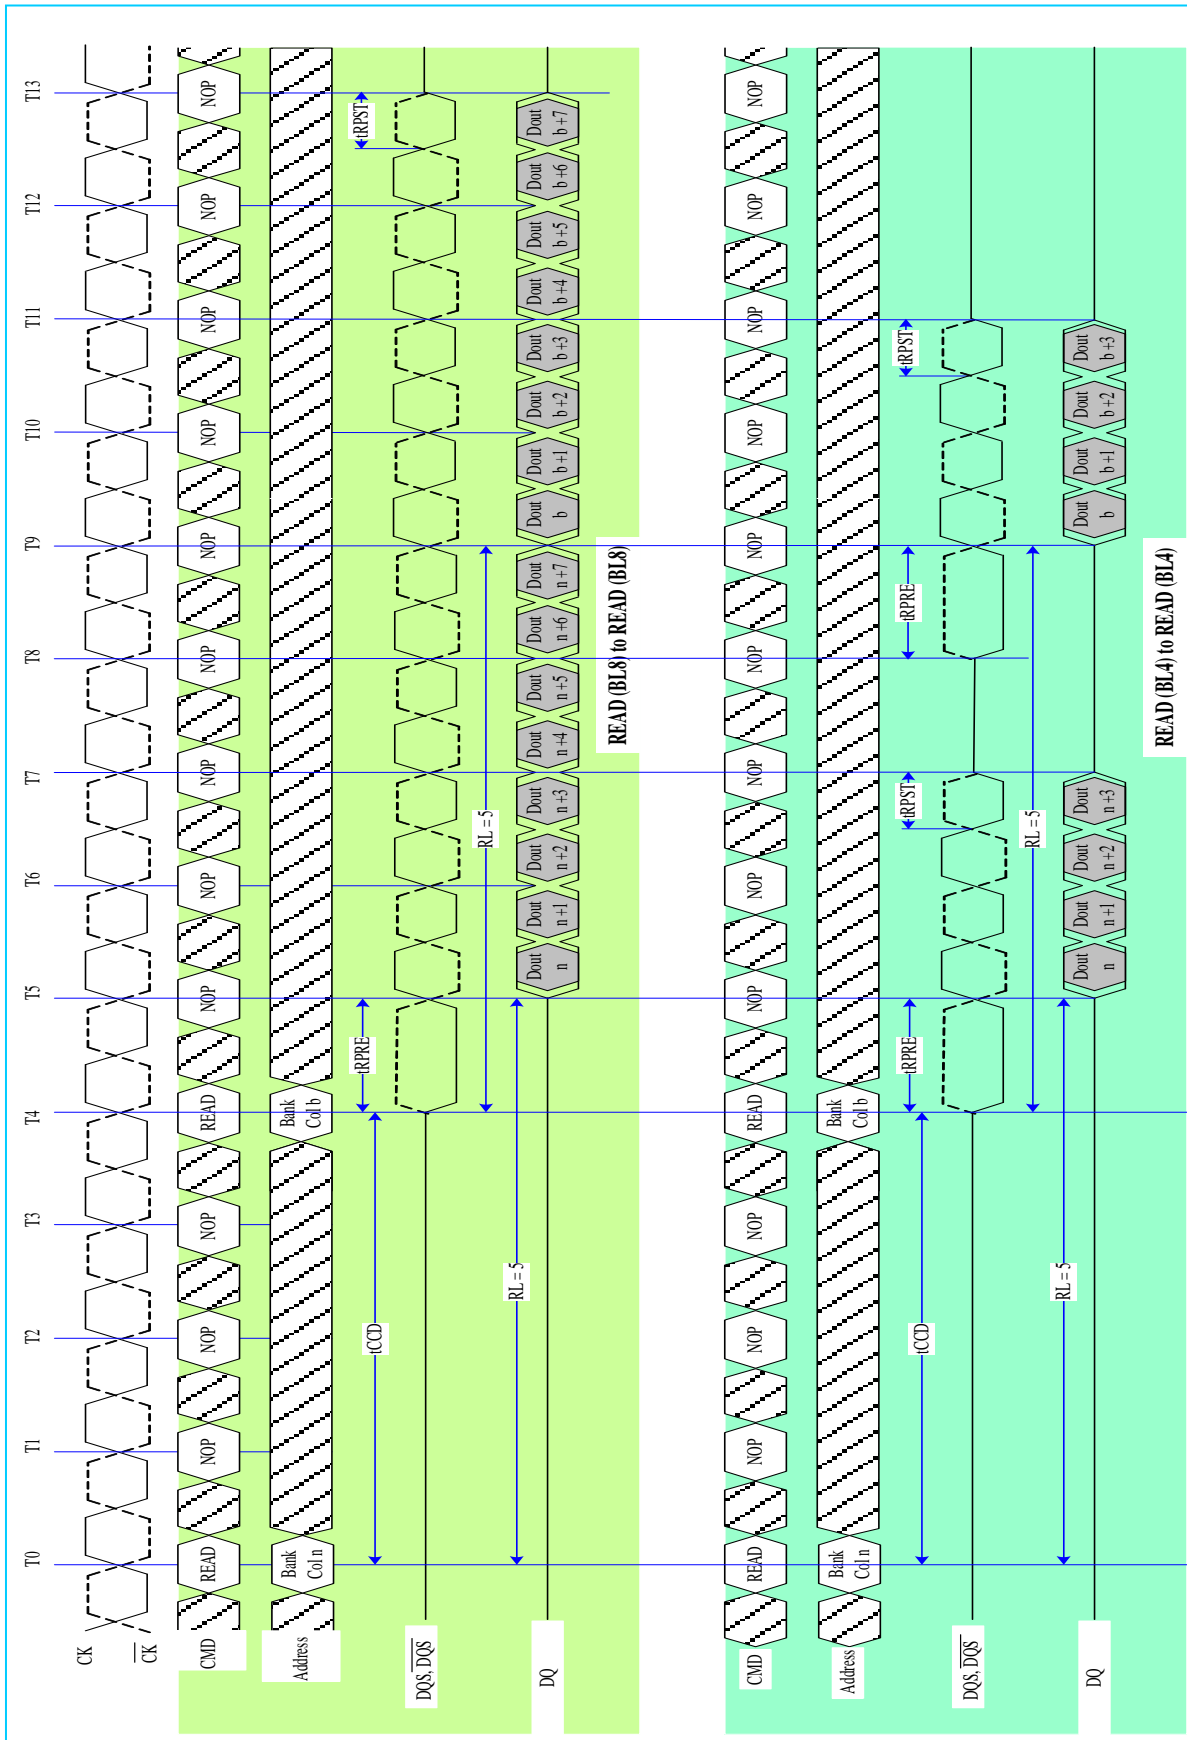 T0 T1 T2 T3 T4 T5 T6 T7 T8 T9 T10 T11 T12 T13
CK
CK
CMD READ NOP NOP NOP READ NOP NOP NOP NOP NOP NOP NOP NOP NOP
Address Bank Col n Bank Col b
tCCD tRPRE tRPST
DQS, DQS
RL = 5
RL = 5
DQ Dout n Dout n+1 Dout n+2 Dout n+3 Dout n+4 Dout n+5 Dout n+6 Dout n+7 Dout b Dout b+1 Dout b+2 Dout b+3 Dout b+4 Dout b+5 Dout b+6 Dout b+7
READ (BL8) to READ (BL8)
CMD READ NOP NOP NOP READ NOP NOP NOP NOP NOP NOP NOP NOP NOP
Address Bank Col n Bank Col b
tCCD tRPRE tRPST tRPRE tRPST
DQS, DQS
RL = 5
RL = 5
DQ Dout n Dout n+1 Dout n+2 Dout n+3 Dout b Dout b+1 Dout b+2 Dout b+3
READ (BL4) to READ (BL4)